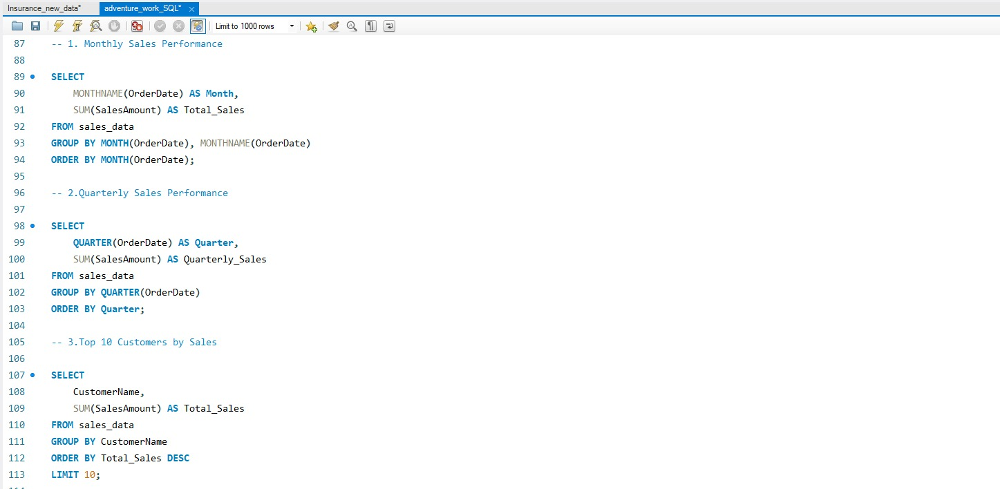 Insurance_new_data*
adventure_work_SQL*
Limit to 1000 rows
87 -- 1. Monthly Sales Performance
88
89 SELECT
90 MONTHNAME(OrderDate) AS Month,
91 SUM(SalesAmount) AS Total_Sales
92 FROM sales_data
93 GROUP BY MONTH(OrderDate), MONTHNAME(OrderDate)
94 ORDER BY MONTH(OrderDate);
95
96 -- 2.Quarterly Sales Performance
97
98 SELECT
99 QUARTER(OrderDate) AS Quarter,
100 SUM(SalesAmount) AS Quarterly_Sales
101 FROM sales_data
102 GROUP BY QUARTER(OrderDate)
103 ORDER BY Quarter;
104
105 -- 3.Top 10 Customers by Sales
106
107 SELECT
108 CustomerName,
109 SUM(SalesAmount) AS Total_Sales
110 FROM sales_data
111 GROUP BY CustomerName
112 ORDER BY Total_Sales DESC
113 LIMIT 10;